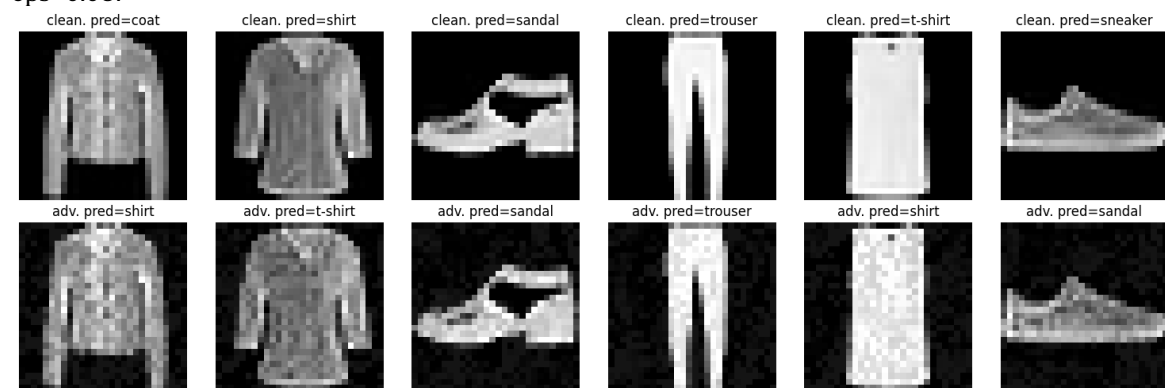 clean. pred=coat clean. pred=shirt clean. pred=sandal clean. pred=trouser clean. pred=t-shirt clean. pred=sneaker
adv. pred=shirt adv. pred=t-shirt adv. pred=sandal adv. pred=trouser adv. pred=shirt adv. pred=sandal